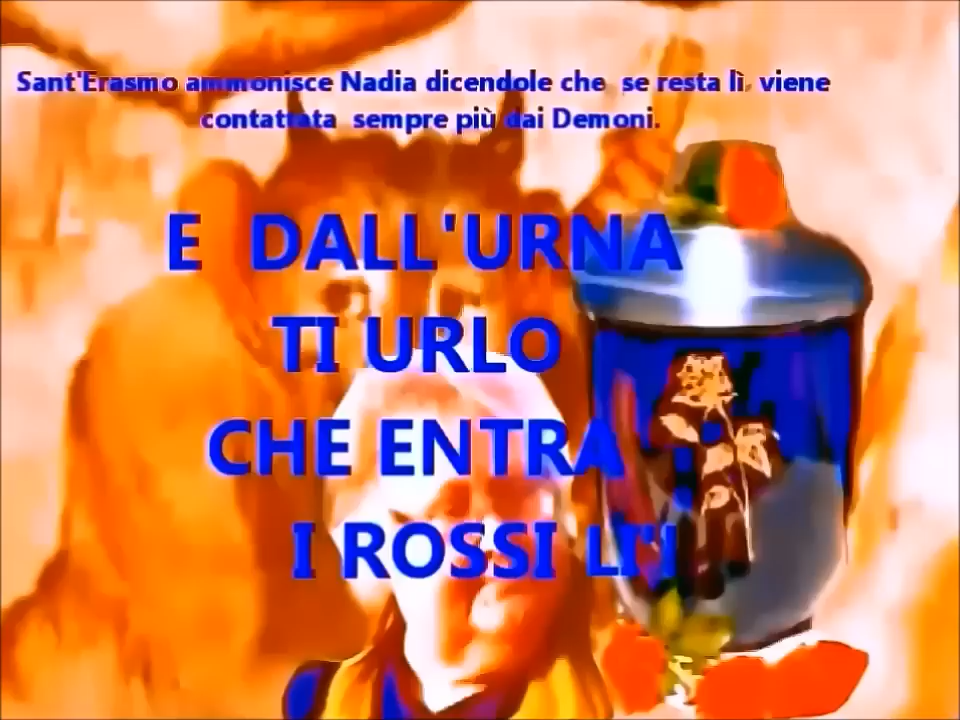 Sant'Erasmo ammonisce Nadia dicendole che se resta lì, viene
contattata sempre più dai Demoni.
E DALL'URNA
TI URLO
CHE ENTRA
I ROSSI LI'I